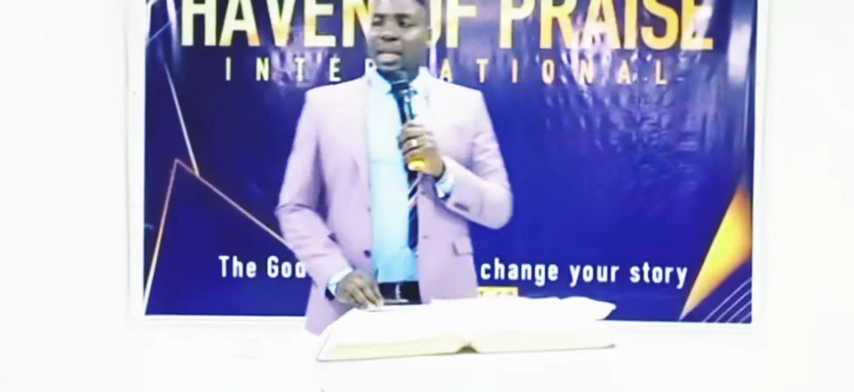 HAVEN OF PRAISE
INTERNATIONAL
The God change your story